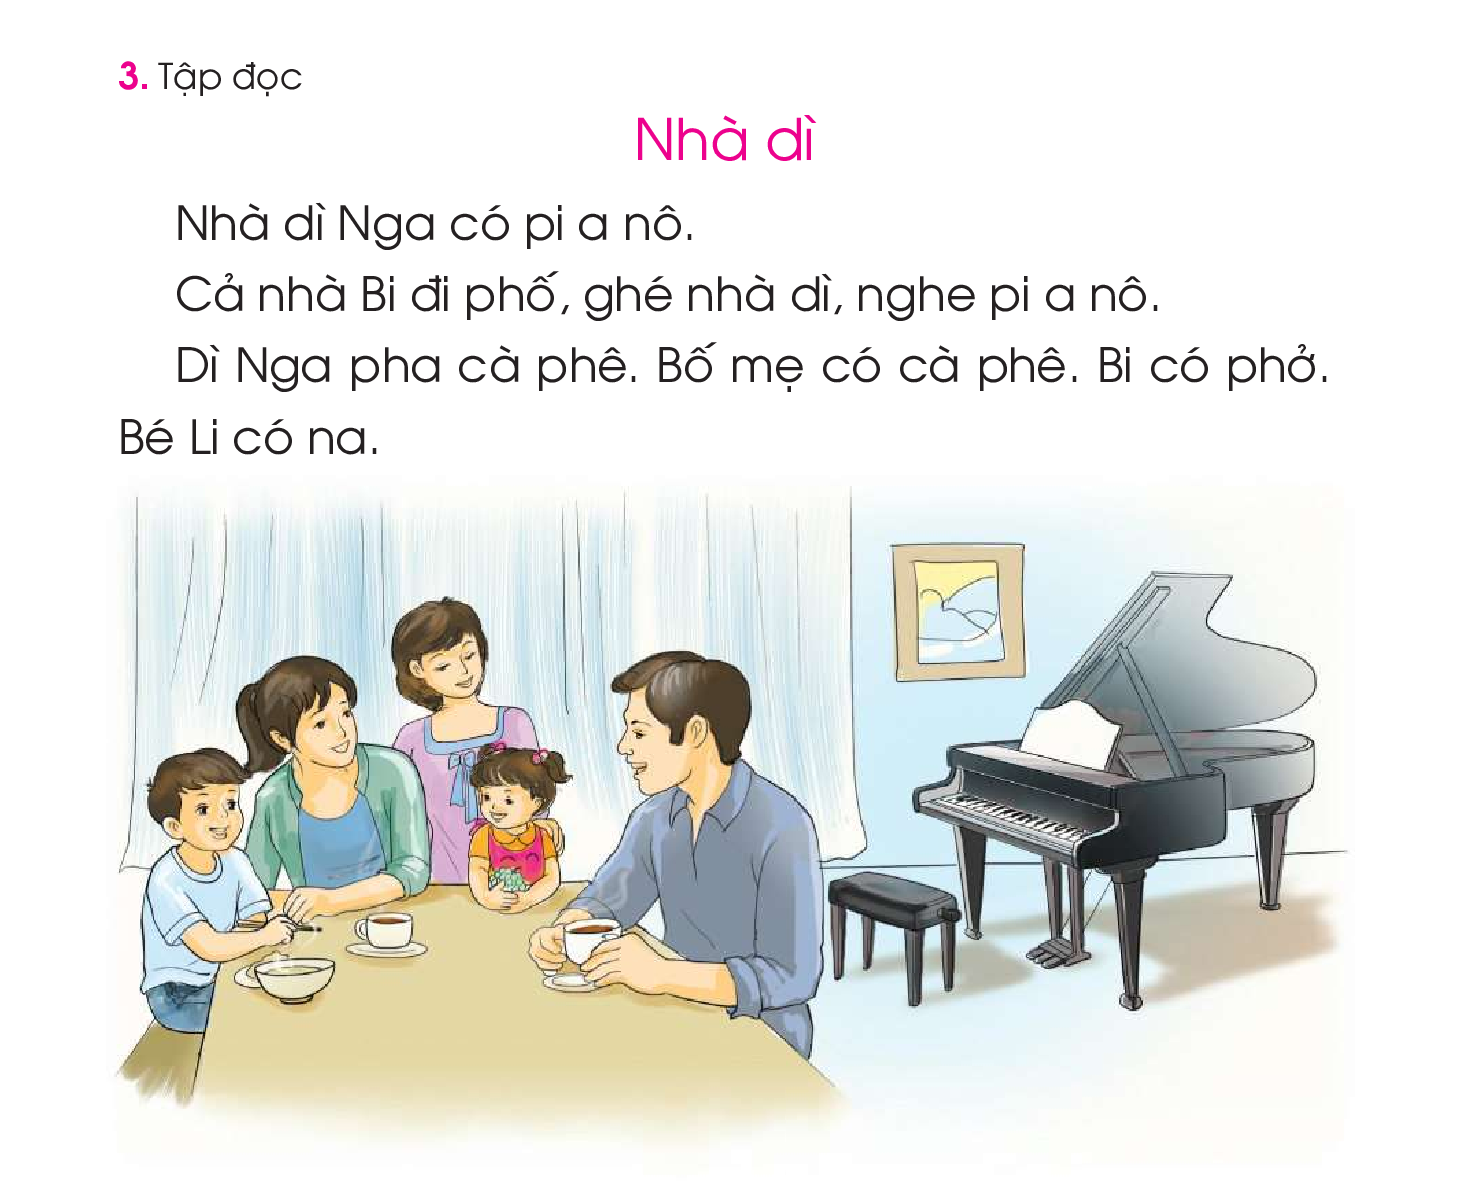 3. Tập đọc
Nhà dì
Nhà dì Nga có pi a nô.
Cả nhà Bi đi phố, ghé nhà dì, nghe pi a nô.
Dì Nga pha cà phê. Bố mẹ có cà phê. Bi có phở.
Bé Li có na.